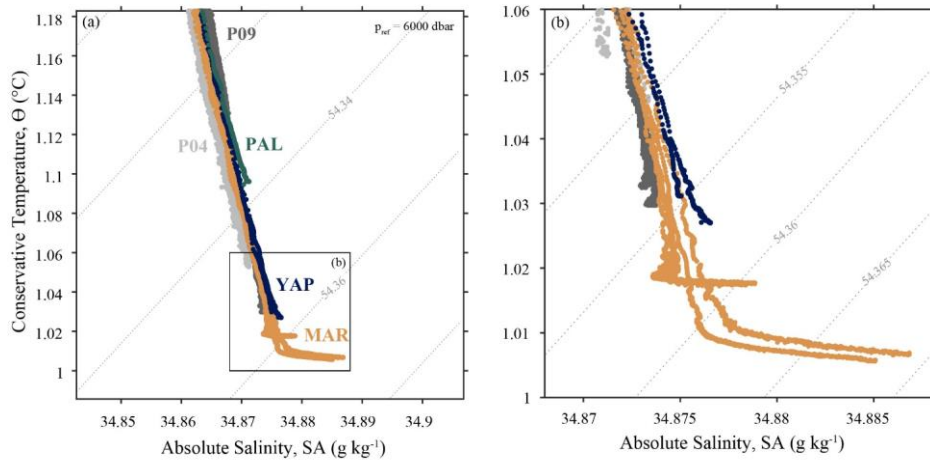 (a)
p_ref = 6000 dbar
P09
54.34
PAL
P04
(b)
54.36
YAP
MAR
1.18
1.16
1.14
1.12
1.1
1.08
1.06
1.04
1.02
1
Conservative Temperature, Θ (°C)
34.85
34.86
34.87
34.88
34.89
34.9
Absolute Salinity, SA (g kg⁻¹)
(b)
54.355
54.36
54.365
1.06
1.05
1.04
1.03
1.02
1.01
1
34.87
34.875
34.88
34.885
Absolute Salinity, SA (g kg⁻¹)